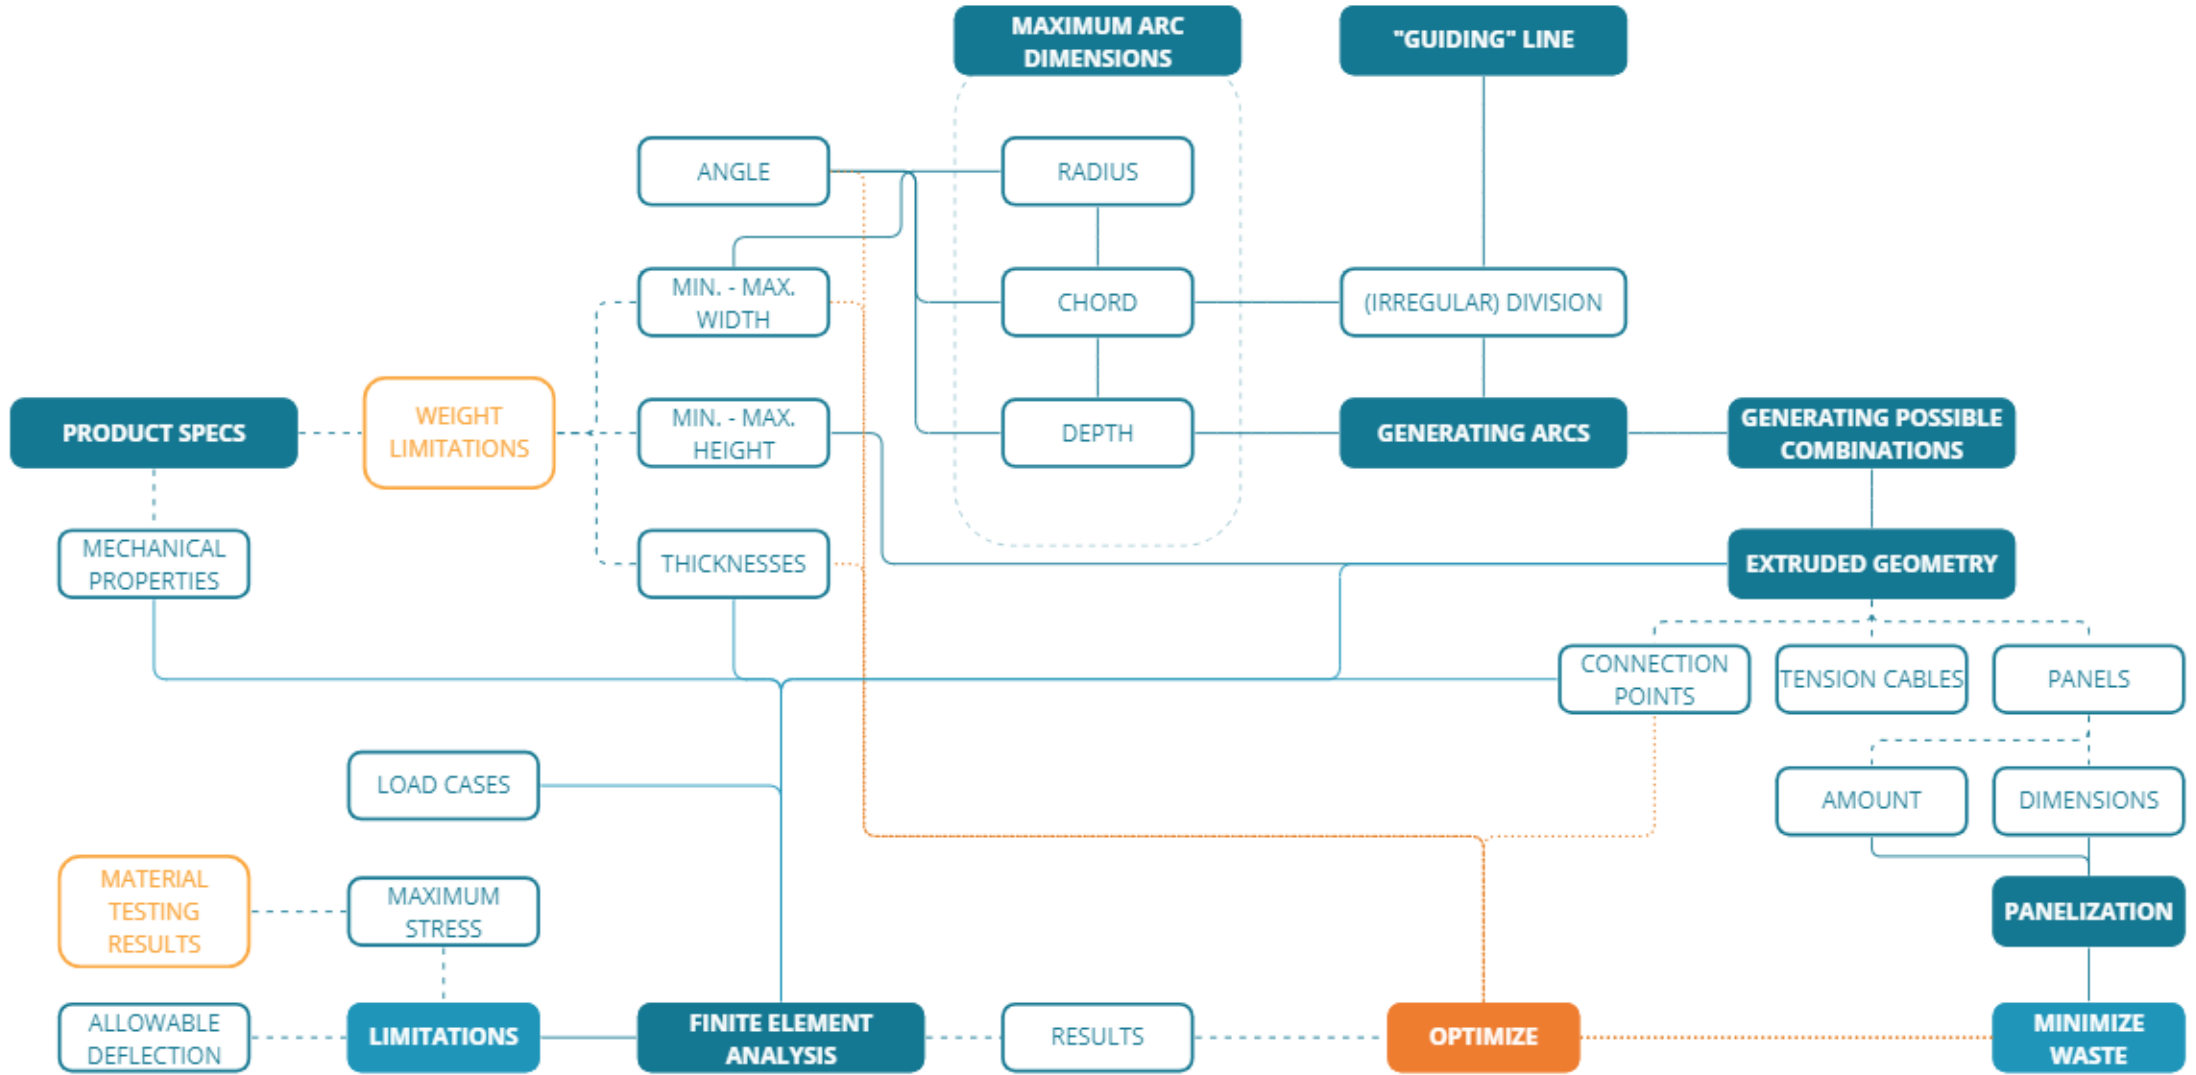 MAXIMUM ARC
DIMENSIONS
"GUIDING" LINE
ANGLE
RADIUS
MIN. - MAX.
WIDTH
CHORD
(IRREGULAR) DIVISION
PRODUCT SPECS
WEIGHT
LIMITATIONS
MIN. - MAX.
HEIGHT
DEPTH
GENERATING ARCS
GENERATING POSSIBLE
COMBINATIONS
MECHANICAL
PROPERTIES
THICKNESSES
EXTRUDED GEOMETRY
CONNECTION
POINTS
TENSION CABLES
PANELS
LOAD CASES
AMOUNT
DIMENSIONS
MATERIAL
TESTING
RESULTS
MAXIMUM
STRESS
PANELIZATION
ALLOWABLE
DEFLECTION
LIMITATIONS
FINITE ELEMENT
ANALYSIS
RESULTS
OPTIMIZE
MINIMIZE
WASTE